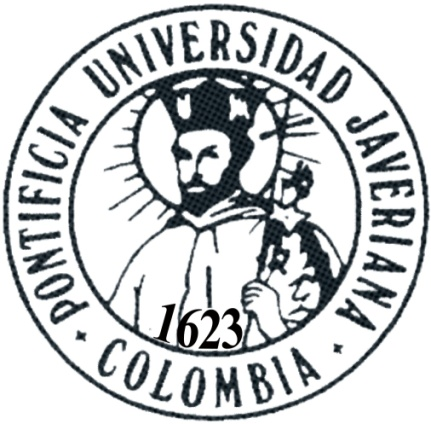 PONTIFICIA UNIVERSIDAD JAVERIANA
1623
· COLOMBIA ·